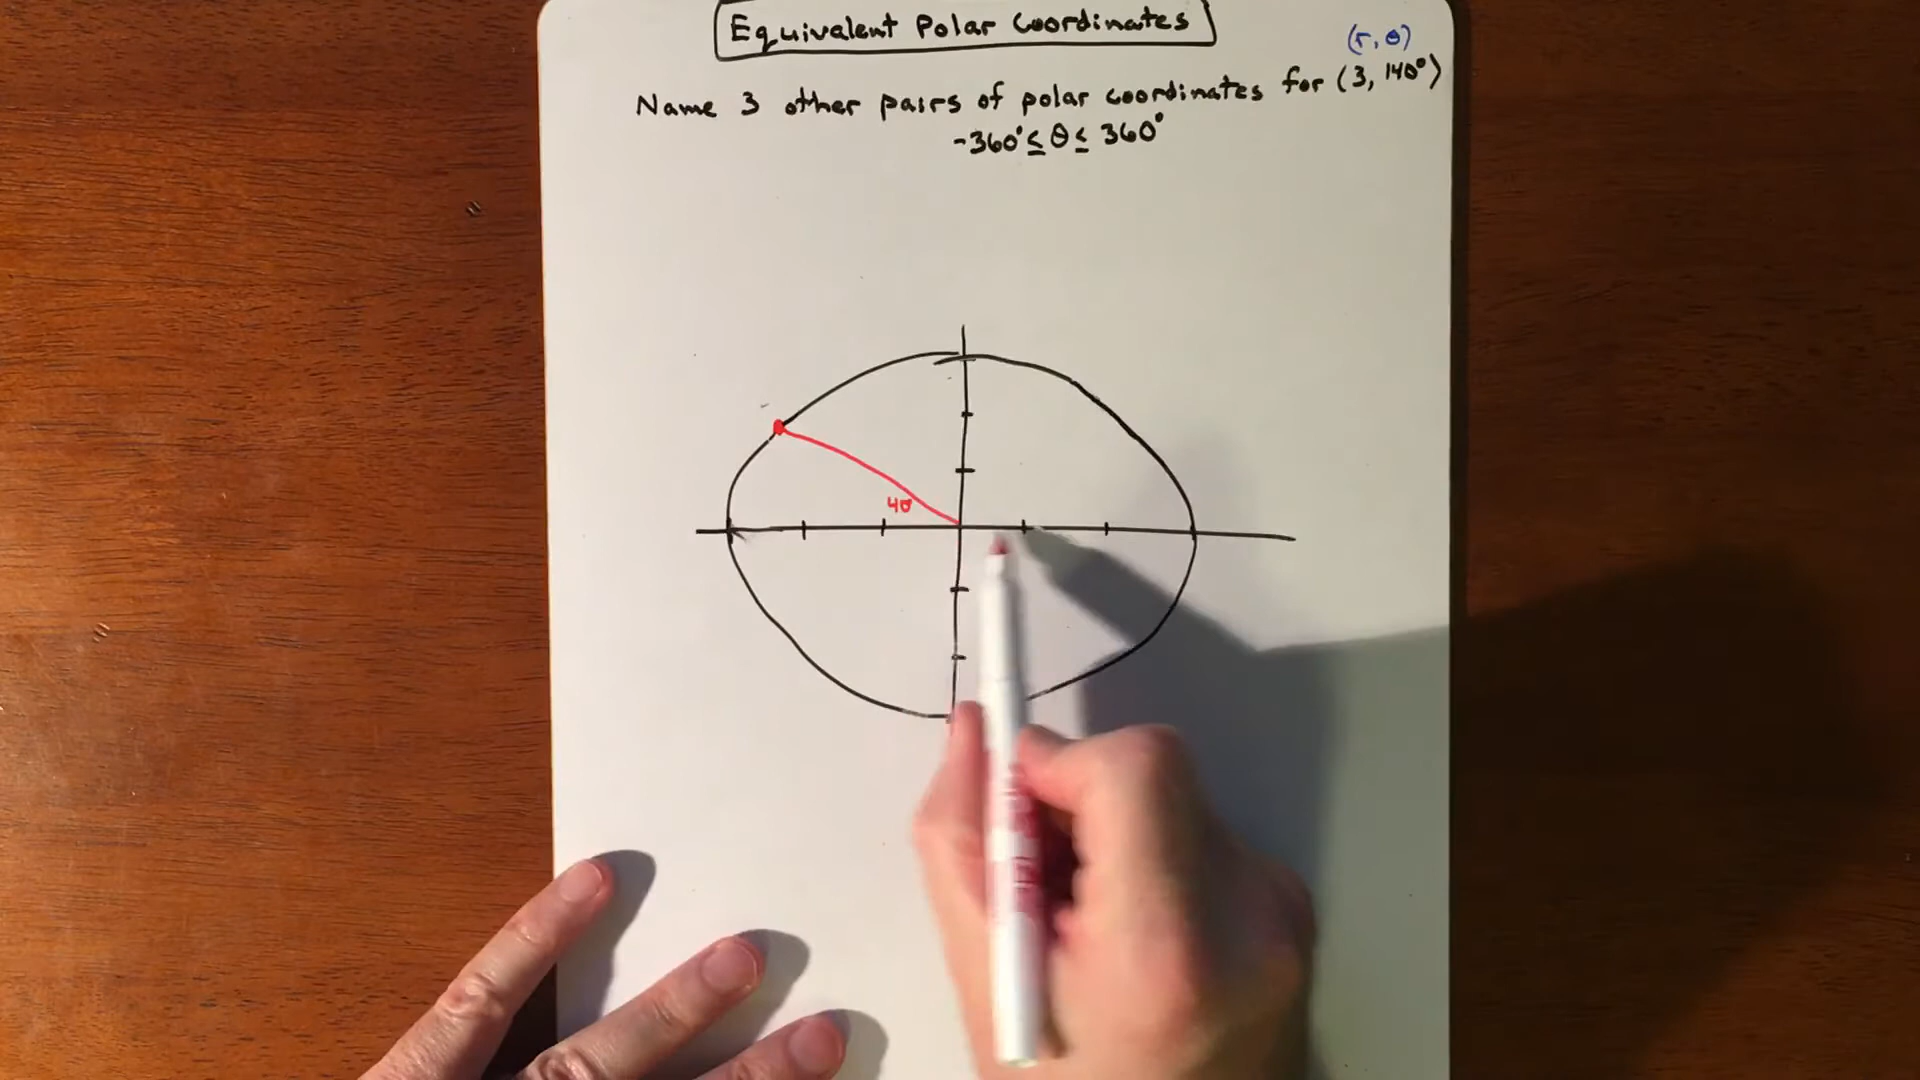 Equivalent Polar Coordinates
(r, θ)
Name 3 other pairs of polar coordinates for (3, 140°)
-360° ≤ θ ≤ 360°
40